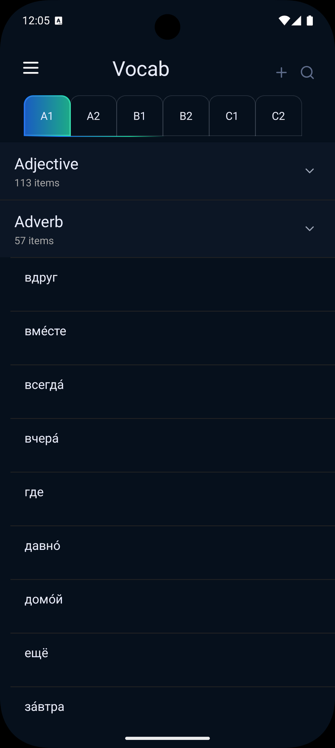 12:05 A
Vocab
A1 A2 B1 B2 C1 C2
Adjective
113 items
Adverb
57 items
вдруг
вме́сте
всегда́
вчера́
где
давно́
домо́й
ещё
за́втра